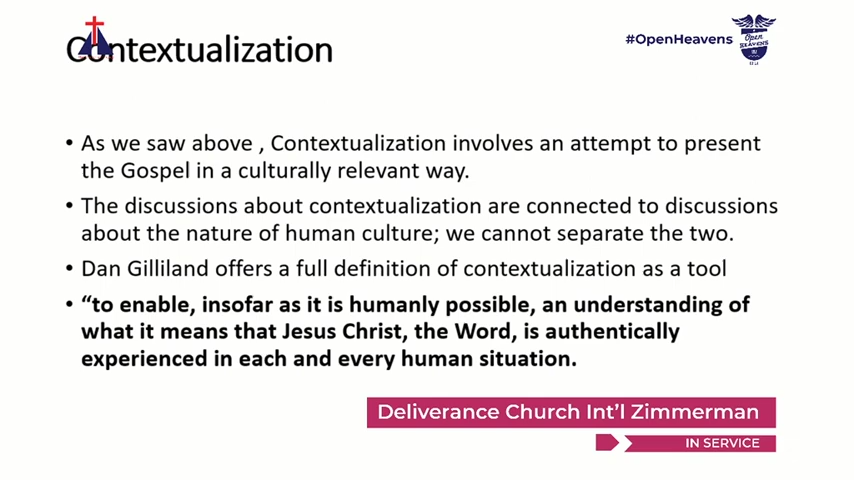 Contextualization
#OpenHeavens
Open
HEAVENS
• As we saw above , Contextualization involves an attempt to present
the Gospel in a culturally relevant way.
• The discussions about contextualization are connected to discussions
about the nature of human culture; we cannot separate the two.
• Dan Gilliland offers a full definition of contextualization as a tool
• “to enable, insofar as it is humanly possible, an understanding of
what it means that Jesus Christ, the Word, is authentically
experienced in each and every human situation.
Deliverance Church Int’l Zimmerman
IN SERVICE